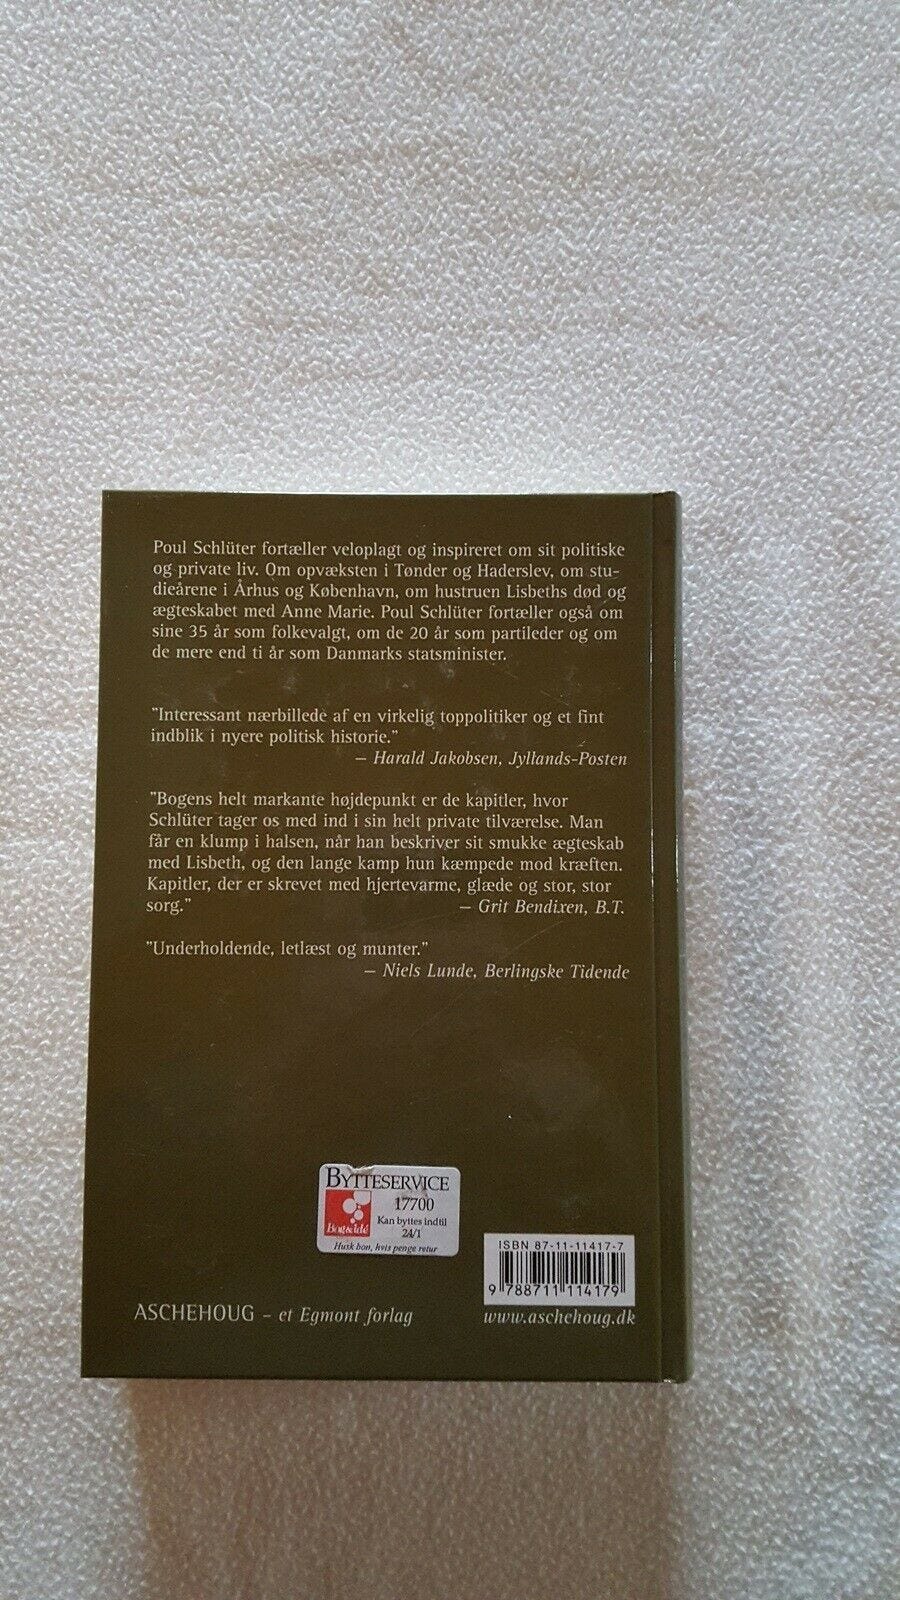 Poul Schlüter fortæller veloplagt og inspireret om sit politiske
og private liv. Om opvæksten i Tønder og Haderslev, om stu-
dieårene i Århus og København, om hustruen Lisbeths død og
ægteskabet med Anne Marie. Poul Schlüter fortæller også om
sine 35 år som folkevalgt, om de 20 år som partileder og om
de mere end ti år som Danmarks statsminister.
"Interessant nærbillede af en virkelig toppolitiker og et fint
indblik i nyere politisk historie."
– Harald Jakobsen, Jyllands-Posten
"Bogens helt markante højdepunkt er de kapitler, hvor
Schlüter tager os med ind i sin helt private tilværelse. Man
får en klump i halsen, når han beskriver sit smukke ægteskab
med Lisbeth, og den lange kamp hun kæmpede mod kræften.
Kapitler, der er skrevet med hjertevarme, glæde og stor, stor
sorg." – Grit Bendixen, B.T.
"Underholdende, letlæst og munter."
– Niels Lunde, Berlingske Tidende
BYTTESERVICE
17700
Kan byttes indtil
24/1
Bog&idé
Husk bon, hvis penge retur
ISBN 87-11-11417-7
9 788711 114179
ASCHEHOUG – et Egmont forlag
www.aschehoug.dk